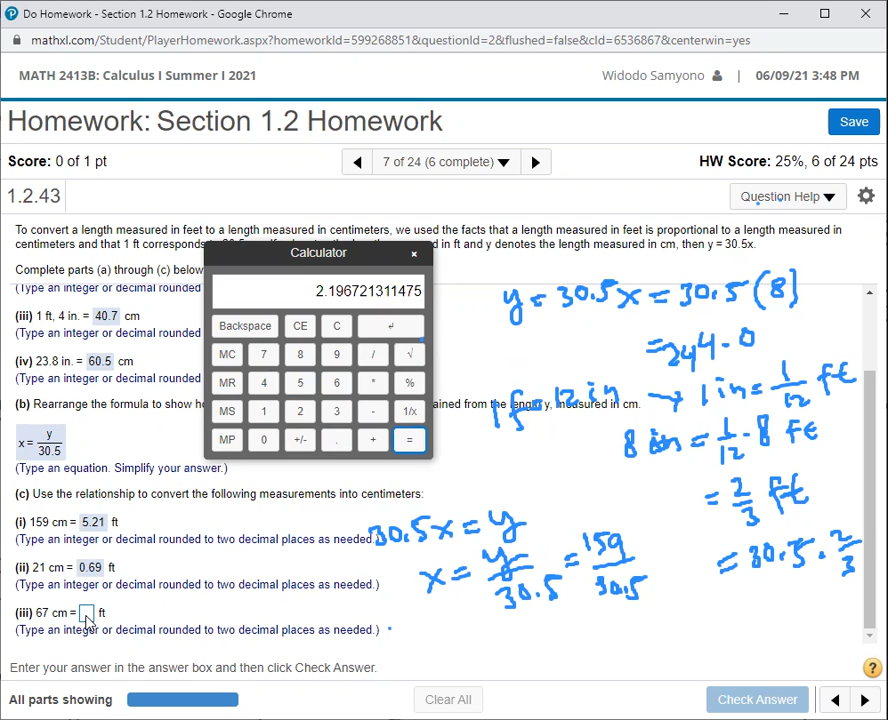 Do Homework - Section 1.2 Homework - Google Chrome
mathxl.com/Student/PlayerHomework.aspx?homeworkId=599268851&questionId=2&flushed=false&cId=6536867&centerwin=yes
MATH 2413B: Calculus I Summer I 2021
Widodo Samyono | 06/09/21 3:48 PM
Homework: Section 1.2 Homework
Save
Score: 0 of 1 pt
7 of 24 (6 complete)
HW Score: 25%, 6 of 24 pts
1.2.43
Question Help
To convert a length measured in feet to a length measured in centimeters, we used the facts that a length measured in feet is proportional to a length measured in
centimeters and that 1 ft corresponds d in ft and y denotes the length measured in cm, then y = 30.5x.
Complete parts (a) through (c) below
(Type an integer or decimal rounded
(iii) 1 ft, 4 in. = 40.7 cm
(Type an integer or decimal rounded
(iv) 23.8 in. = 60.5 cm
(Type an integer or decimal rounded
(b) Rearrange the formula to show ho ained from the length y, measured in cm.
x = y/30.5
(Type an equation. Simplify your answer.)
(c) Use the relationship to convert the following measurements into centimeters:
(i) 159 cm = 5.21 ft
(Type an integer or decimal rounded to two decimal places as needed.)
(ii) 21 cm = 0.69 ft
(Type an integer or decimal rounded to two decimal places as needed.)
(iii) 67 cm = ft
(Type an integer or decimal rounded to two decimal places as needed.)
Calculator ×
2.196721311475
Backspace CE C ↵
MC 7 8 9 / √
MR 4 5 6 * %
MS 1 2 3 - 1/x
MP 0 +/- . + =
y = 30.5x = 30.5(8)
= 244.0
1 ft = 12 in → 1 in = 1/12 ft
8 in = 1/12 · 8 ft
= 2/3 ft
= 30.5 · 2/3
30.5x = y
x = y/30.5 = 159/30.5
Enter your answer in the answer box and then click Check Answer.
?
All parts showing
Clear All
Check Answer